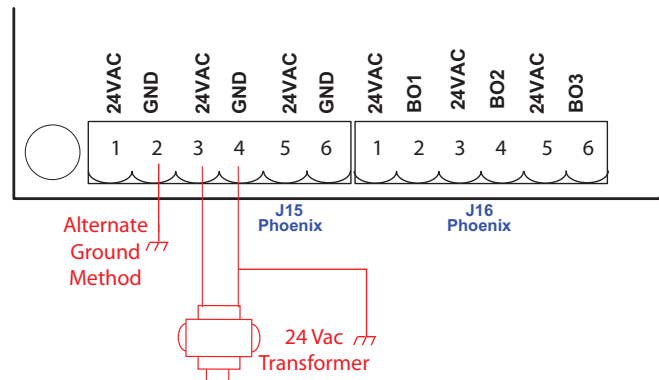 24VAC GND 24VAC GND 24VAC GND 24VAC BO1 24VAC BO2 24VAC BO3
1 2 3 4 5 6 1 2 3 4 5 6
J15
Phoenix
J16
Phoenix
Alternate
Ground
Method
24 Vac
Transformer